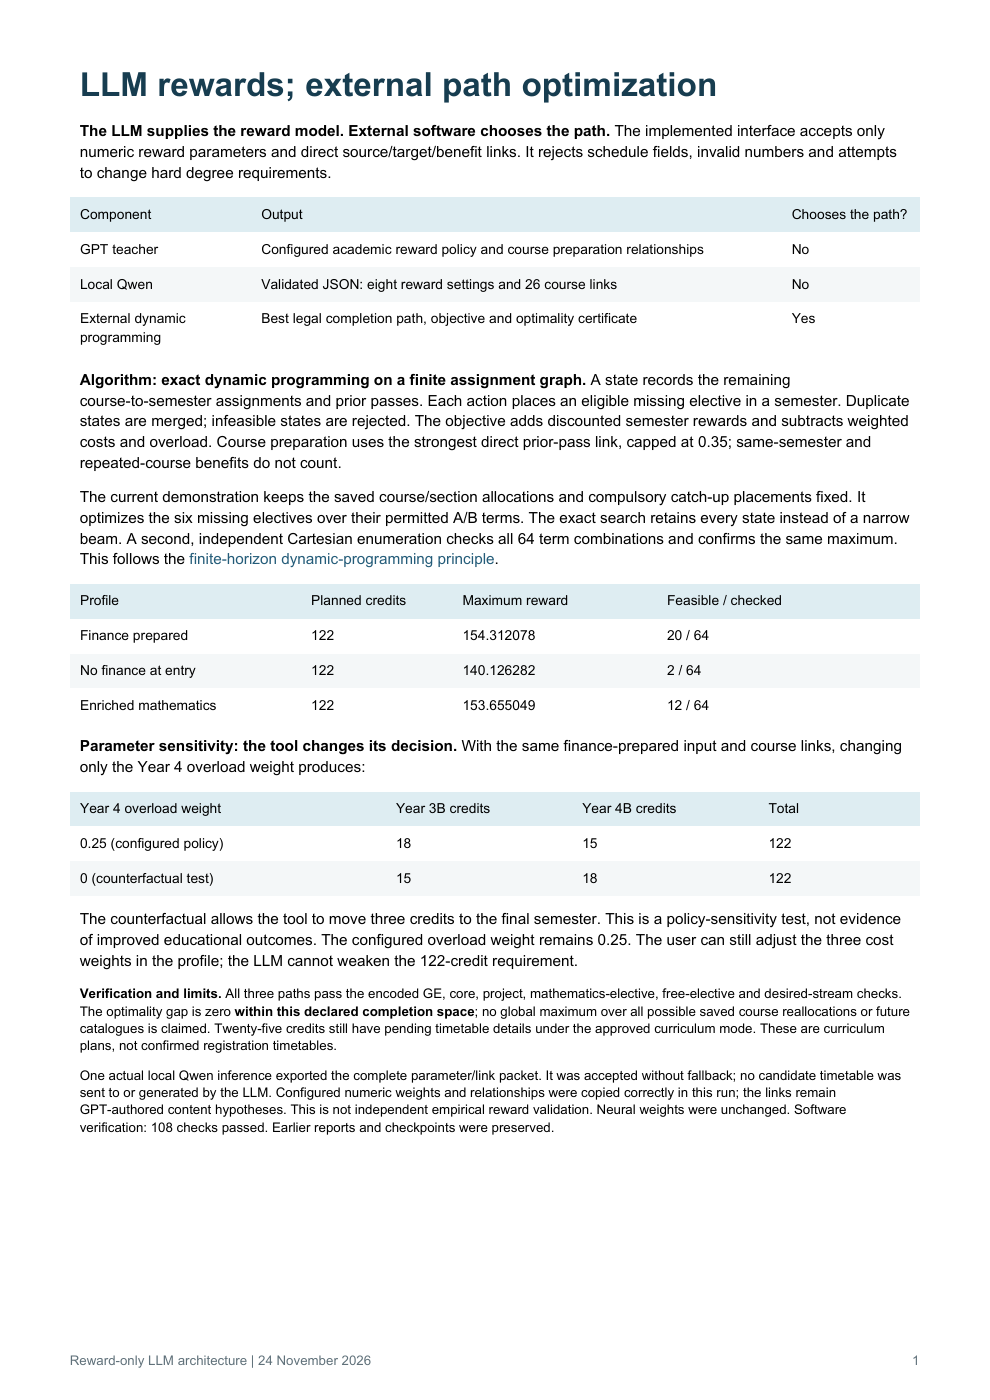 LLM rewards; external path optimization
The LLM supplies the reward model. External software chooses the path. The implemented interface accepts only
numeric reward parameters and direct source/target/benefit links. It rejects schedule fields, invalid numbers and attempts
to change hard degree requirements.
Component Output Chooses the path?
GPT teacher Configured academic reward policy and course preparation relationships No
Local Qwen Validated JSON: eight reward settings and 26 course links No
External dynamic Best legal completion path, objective and optimality certificate Yes
programming
Algorithm: exact dynamic programming on a finite assignment graph. A state records the remaining
course-to-semester assignments and prior passes. Each action places an eligible missing elective in a semester. Duplicate
states are merged; infeasible states are rejected. The objective adds discounted semester rewards and subtracts weighted
costs and overload. Course preparation uses the strongest direct prior-pass link, capped at 0.35; same-semester and
repeated-course benefits do not count.
The current demonstration keeps the saved course/section allocations and compulsory catch-up placements fixed. It
optimizes the six missing electives over their permitted A/B terms. The exact search retains every state instead of a narrow
beam. A second, independent Cartesian enumeration checks all 64 term combinations and confirms the same maximum.
This follows the finite-horizon dynamic-programming principle.
Profile Planned credits Maximum reward Feasible / checked
Finance prepared 122 154.312078 20 / 64
No finance at entry 122 140.126282 2 / 64
Enriched mathematics 122 153.655049 12 / 64
Parameter sensitivity: the tool changes its decision. With the same finance-prepared input and course links, changing
only the Year 4 overload weight produces:
Year 4 overload weight Year 3B credits Year 4B credits Total
0.25 (configured policy) 18 15 122
0 (counterfactual test) 15 18 122
The counterfactual allows the tool to move three credits to the final semester. This is a policy-sensitivity test, not evidence
of improved educational outcomes. The configured overload weight remains 0.25. The user can still adjust the three cost
weights in the profile; the LLM cannot weaken the 122-credit requirement.
Verification and limits. All three paths pass the encoded GE, core, project, mathematics-elective, free-elective and desired-stream checks.
The optimality gap is zero within this declared completion space; no global maximum over all possible saved course reallocations or future
catalogues is claimed. Twenty-five credits still have pending timetable details under the approved curriculum mode. These are curriculum
plans, not confirmed registration timetables.
One actual local Qwen inference exported the complete parameter/link packet. It was accepted without fallback; no candidate timetable was
sent to or generated by the LLM. Configured numeric weights and relationships were copied correctly in this run; the links remain
GPT-authored content hypotheses. This is not independent empirical reward validation. Neural weights were unchanged. Software
verification: 108 checks passed. Earlier reports and checkpoints were preserved.
Reward-only LLM architecture | 24 November 2026 1